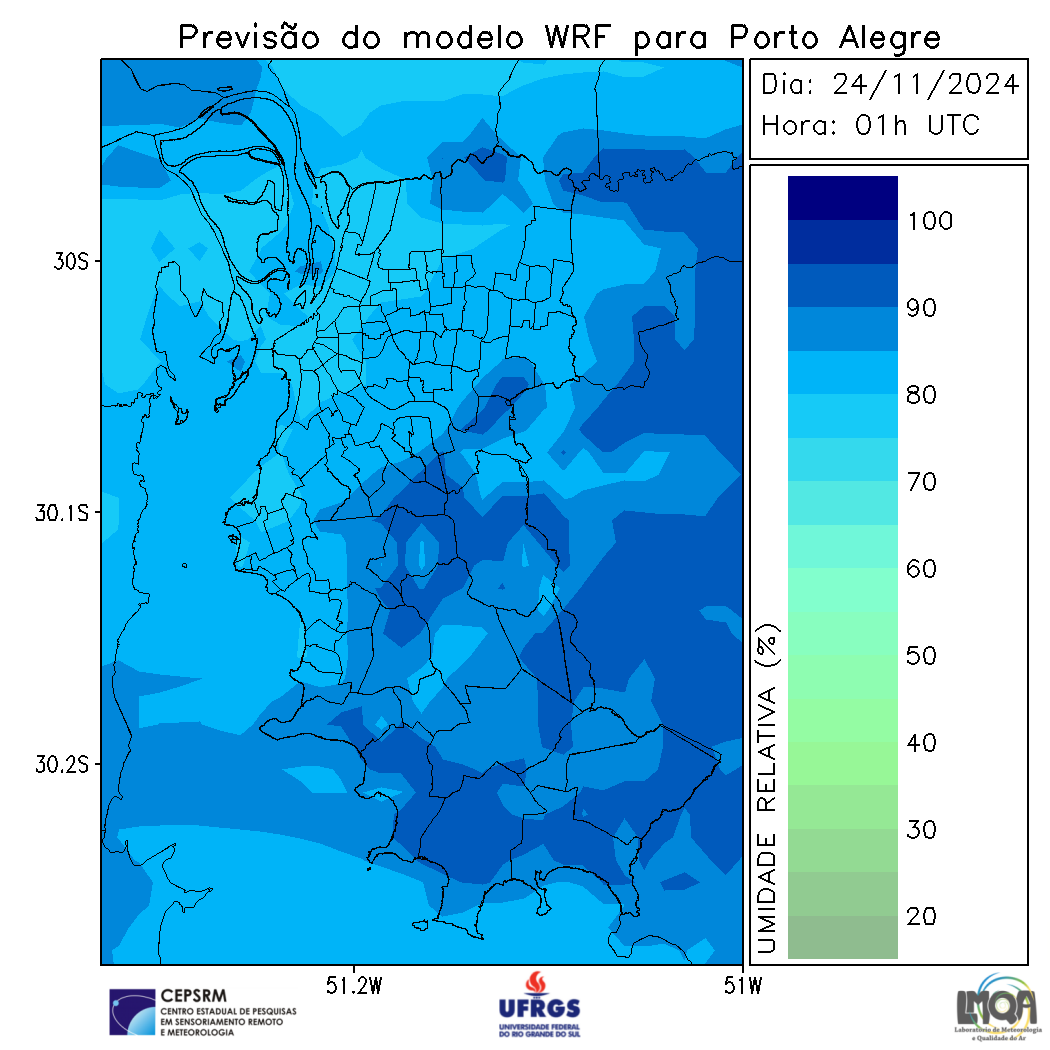 Previsão do modelo WRF para Porto Alegre
Dia: 24/11/2024
Hora: 01h UTC
100
90
80
70
60
50
40
30
20
UMIDADE RELATIVA (%)
30S
30.1S
30.2S
51.2W
51W
CEPSRM
CENTRO ESTADUAL DE PESQUISAS
EM SENSORIAMENTO REMOTO
E METEOROLOGIA
UFRGS
UNIVERSIDADE FEDERAL
DO RIO GRANDE DO SUL
LMQA
Laboratório de Meteorologia
e Qualidade do Ar